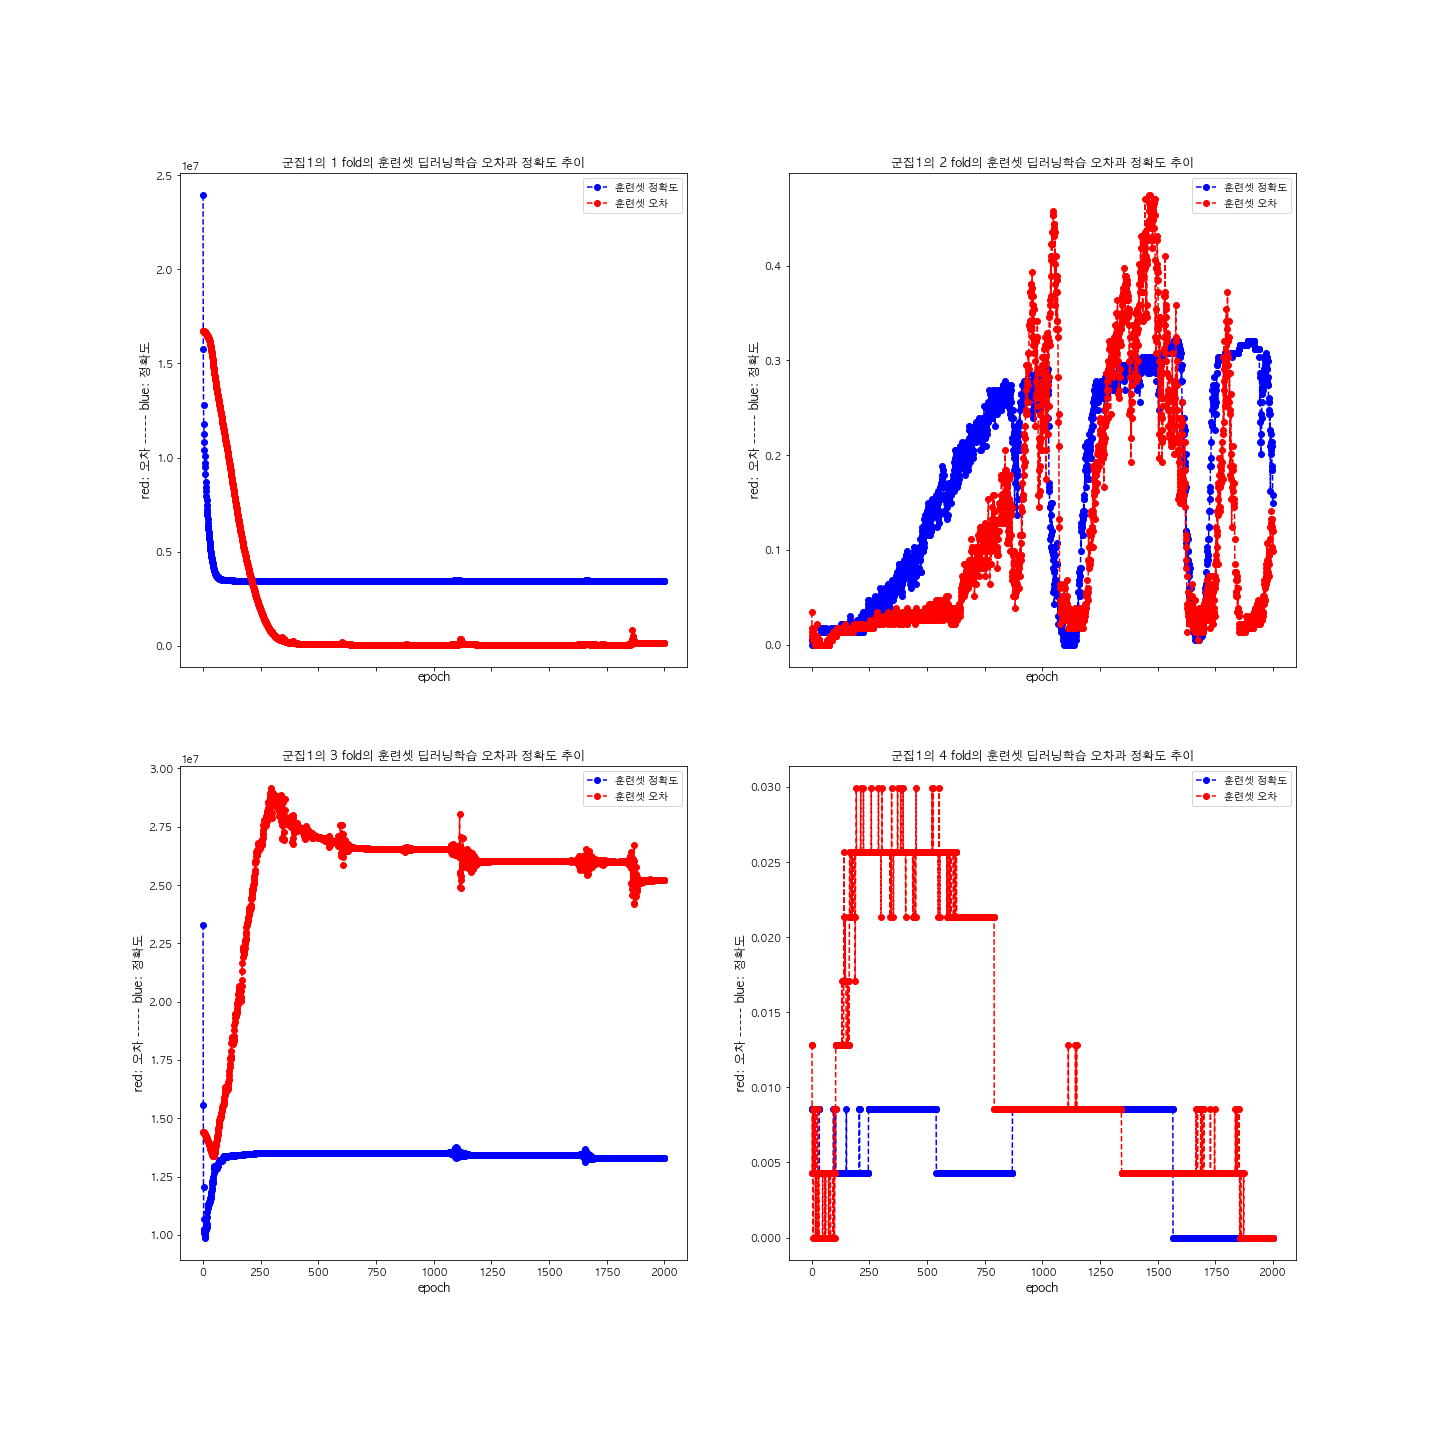 군집1의 1 fold의 훈련셋 딥러닝학습 오차과 정확도 추이
1e7
2.5
2.0
1.5
1.0
0.5
0.0
red: 오차 ----- blue: 정확도
훈련셋 정확도
훈련셋 오차
epoch
군집1의 2 fold의 훈련셋 딥러닝학습 오차과 정확도 추이
0.4
0.3
0.2
0.1
0.0
red: 오차 ----- blue: 정확도
훈련셋 정확도
훈련셋 오차
epoch
군집1의 3 fold의 훈련셋 딥러닝학습 오차과 정확도 추이
1e7
3.00
2.75
2.50
2.25
2.00
1.75
1.50
1.25
1.00
red: 오차 ----- blue: 정확도
훈련셋 정확도
훈련셋 오차
0 250 500 750 1000 1250 1500 1750 2000
epoch
군집1의 4 fold의 훈련셋 딥러닝학습 오차과 정확도 추이
0.030
0.025
0.020
0.015
0.010
0.005
0.000
red: 오차 ----- blue: 정확도
훈련셋 정확도
훈련셋 오차
0 250 500 750 1000 1250 1500 1750 2000
epoch